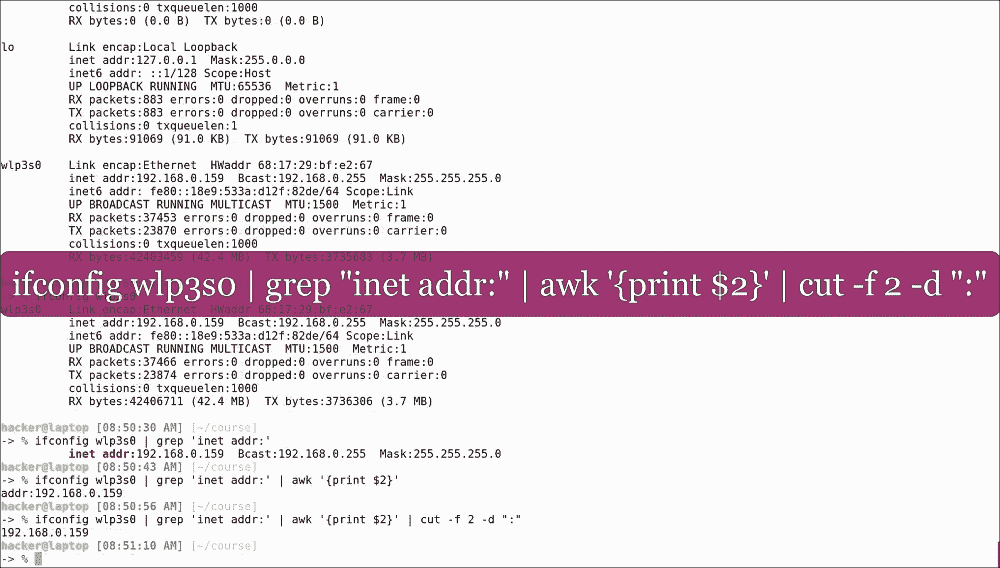 collisions:0 txqueuelen:1000
RX bytes:0 (0.0 B)  TX bytes:0 (0.0 B)
lo        Link encap:Local Loopback
inet addr:127.0.0.1  Mask:255.0.0.0
inet6 addr: ::1/128 Scope:Host
UP LOOPBACK RUNNING  MTU:65536  Metric:1
RX packets:883 errors:0 dropped:0 overruns:0 frame:0
TX packets:883 errors:0 dropped:0 overruns:0 carrier:0
collisions:0 txqueuelen:1
RX bytes:91069 (91.0 KB)  TX bytes:91069 (91.0 KB)
wlp3s0    Link encap:Ethernet  HWaddr 68:17:29:bf:e2:67
inet addr:192.168.0.159  Bcast:192.168.0.255  Mask:255.255.255.0
inet6 addr: fe80::18e9:533a:d12f:82de/64 Scope:Link
UP BROADCAST RUNNING MULTICAST  MTU:1500  Metric:1
RX packets:37453 errors:0 dropped:0 overruns:0 frame:0
TX packets:23870 errors:0 dropped:0 overruns:0 carrier:0
collisions:0 txqueuelen:1000
RX bytes:42403459 (42.4 MB)  TX bytes:3735683 (3.7 MB)
ifconfig wlp3s0 | grep "inet addr:" | awk '{print $2}' | cut -f 2 -d ":"
wlp3s0    Link encap:Ethernet  HWaddr 68:17:29:bf:e2:67
inet addr:192.168.0.159  Bcast:192.168.0.255  Mask:255.255.255.0
inet6 addr: fe80::18e9:533a:d12f:82de/64 Scope:Link
UP BROADCAST RUNNING MULTICAST  MTU:1500  Metric:1
RX packets:37466 errors:0 dropped:0 overruns:0 frame:0
TX packets:23874 errors:0 dropped:0 overruns:0 carrier:0
collisions:0 txqueuelen:1000
RX bytes:42406711 (42.4 MB)  TX bytes:3736306 (3.7 MB)
hacker@laptop [08:50:30 AM] [~/course]
-> % ifconfig wlp3s0 | grep 'inet addr:'
inet addr:192.168.0.159  Bcast:192.168.0.255  Mask:255.255.255.0
hacker@laptop [08:50:43 AM] [~/course]
-> % ifconfig wlp3s0 | grep 'inet addr:' | awk '{print $2}'
addr:192.168.0.159
hacker@laptop [08:50:56 AM] [~/course]
-> % ifconfig wlp3s0 | grep 'inet addr:' | awk '{print $2}' | cut -f 2 -d ":"
192.168.0.159
hacker@laptop [08:51:10 AM] [~/course]
-> %